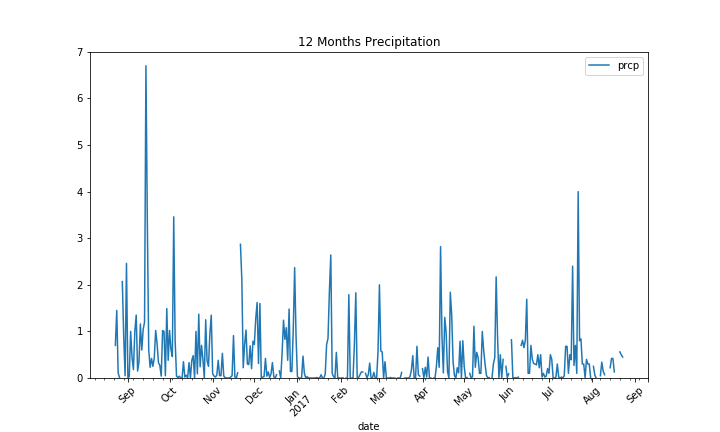 12 Months Precipitation
7
6
5
4
3
2
1
0
prcp
Sep
Oct
Nov
Dec
Jan
2017
Feb
Mar
Apr
May
Jun
Jul
Aug
Sep
date